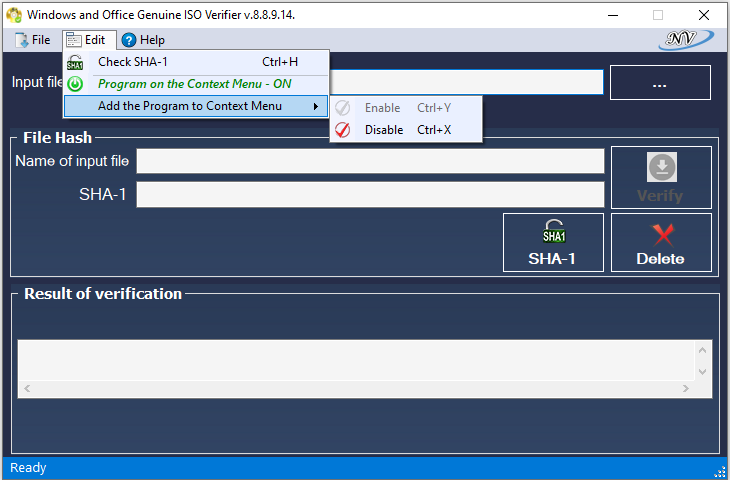 Windows and Office Genuine ISO Verifier v.8.8.9.14.
File Edit Help
NV
Check SHA-1 Ctrl+H
SHA1
Input file
Program on the Context Menu - ON
...
Add the Program to Context Menu
Enable Ctrl+Y
Disable Ctrl+X
File Hash
Name of input file
SHA-1
Verify
SHA1
SHA-1
Delete
Result of verification
Ready